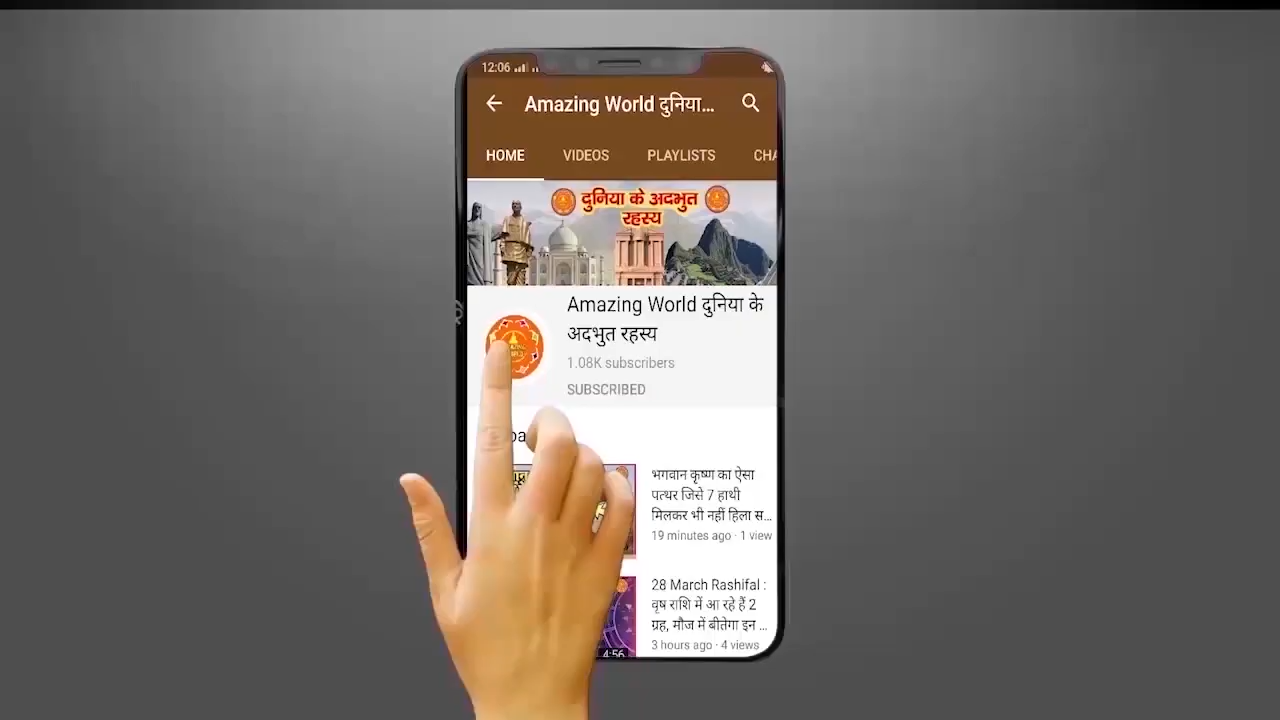 12:06
Amazing World दुनिया...
HOME VIDEOS PLAYLISTS CHA
दुनिया के अदभुत
रहस्य
Amazing World दुनिया के
अदभुत रहस्य
1.08K subscribers
SUBSCRIBED
भगवान कृष्ण का ऐसा
पत्थर जिसे 7 हाथी
मिलकर भी नहीं हिला स...
19 minutes ago · 1 view
28 March Rashifal :
वृष राशि में आ रहे हैं 2
ग्रह, मौज में बीतेगा इन ...
3 hours ago · 4 views
4:56